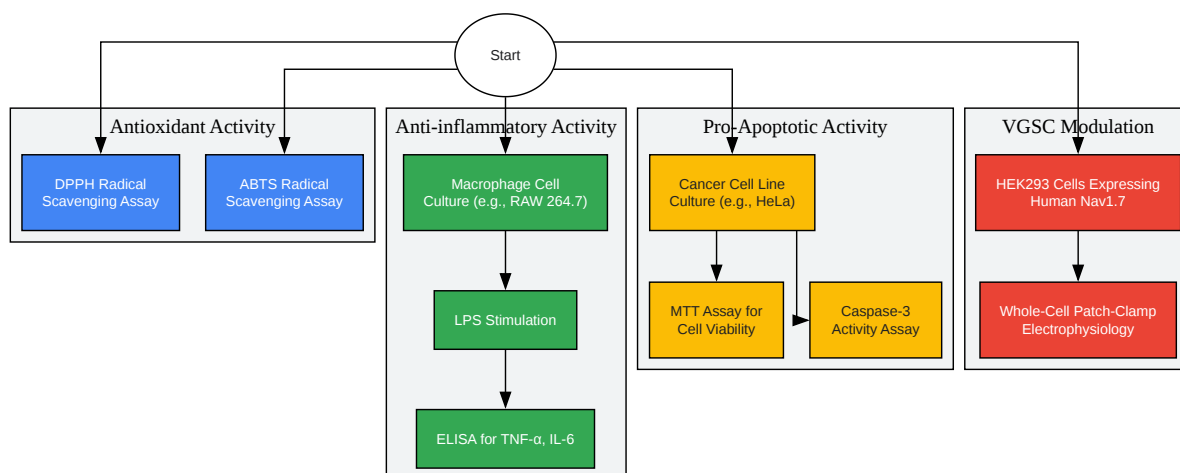 Start
Antioxidant Activity
DPPH Radical
Scavenging Assay
ABTS Radical
Scavenging Assay
Anti-inflammatory Activity
Macrophage Cell
Culture (e.g., RAW 264.7)
LPS Stimulation
ELISA for TNF-α, IL-6
Pro-Apoptotic Activity
Cancer Cell Line
Culture (e.g., HeLa)
MTT Assay for
Cell Viability
Caspase-3
Activity Assay
VGSC Modulation
HEK293 Cells Expressing
Human Nav1.7
Whole-Cell Patch-Clamp
Electrophysiology